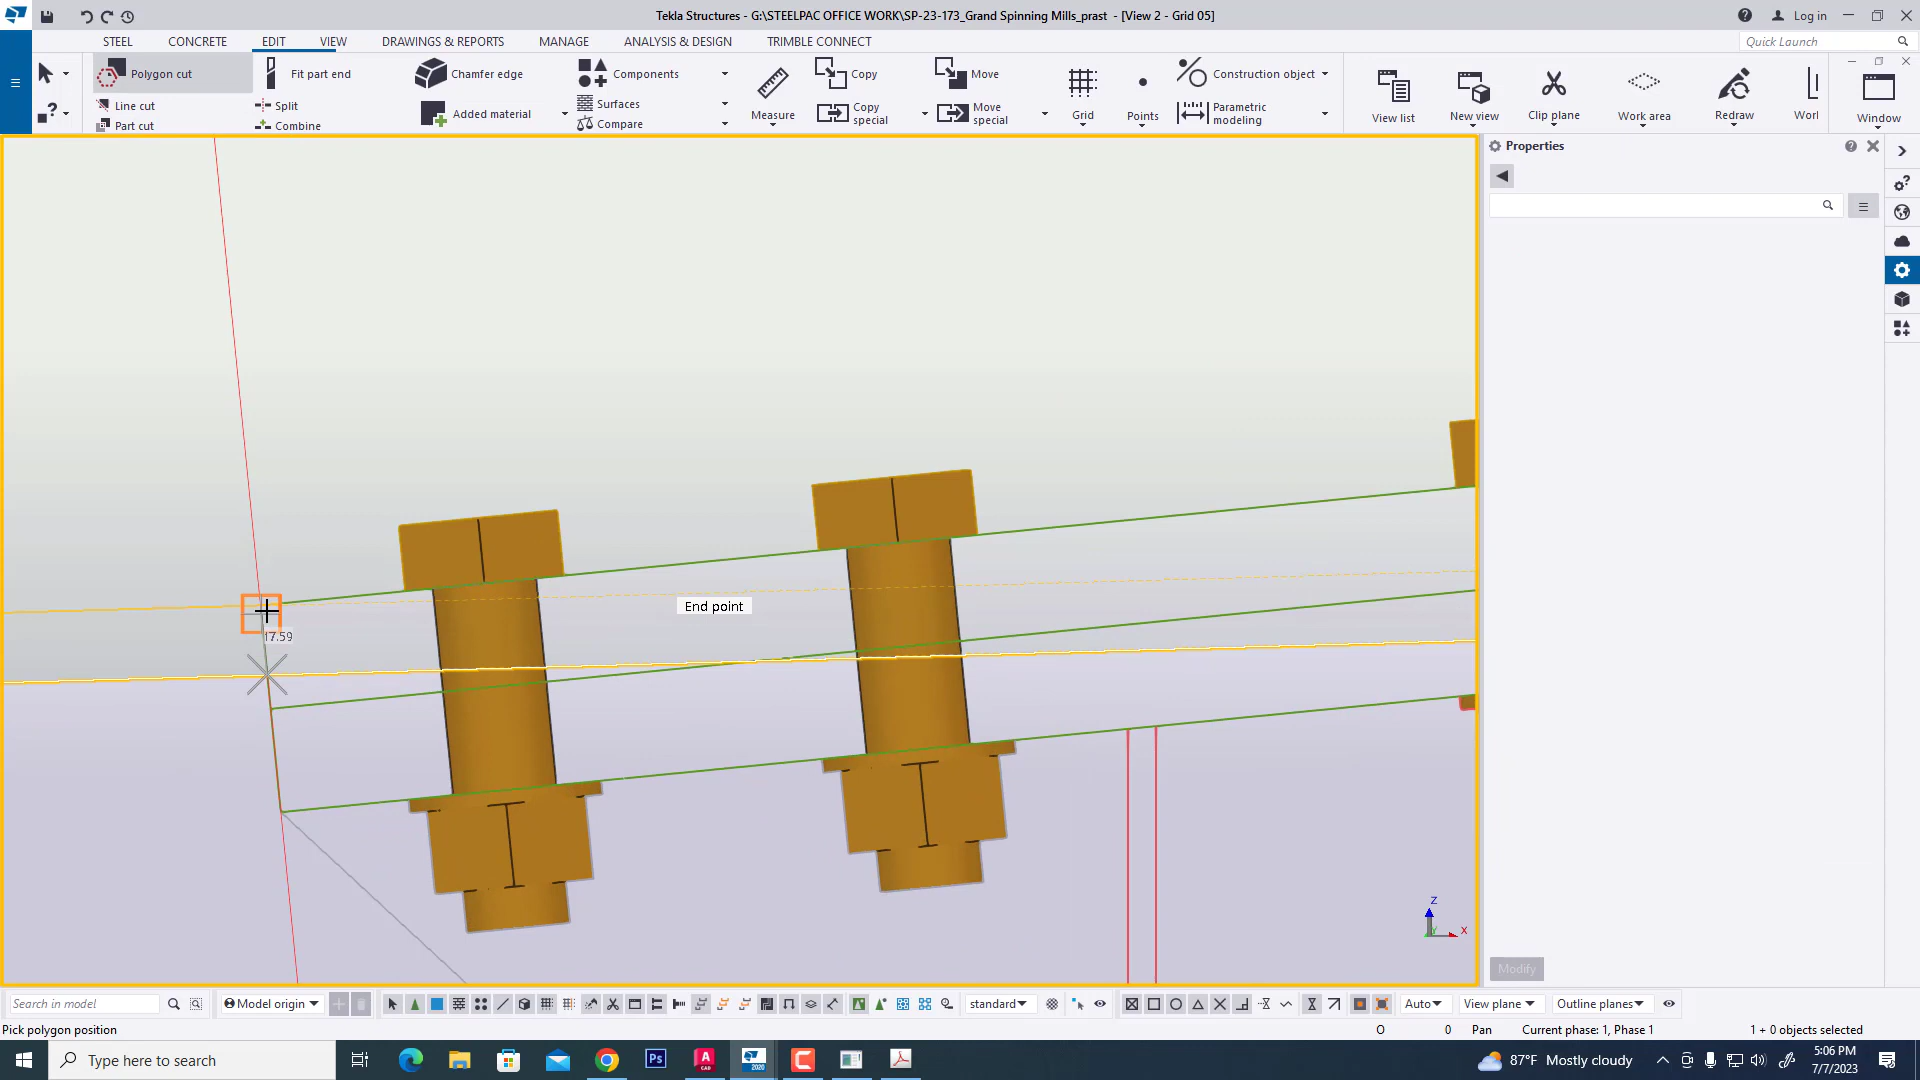 Tekla Structures - G:\STEELPAC OFFICE WORK\SP-23-173_Grand Spinning Mills_prast - [View 2 - Grid 05]
Log in
STEEL CONCRETE EDIT VIEW DRAWINGS & REPORTS MANAGE ANALYSIS & DESIGN TRIMBLE CONNECT
Quick Launch
Polygon cut
Line cut
Part cut
Fit part end
Split
Combine
Chamfer edge
Added material
Components
Surfaces
Compare
Measure
Copy
Copy special
Move
Move special
Grid
Points
Construction object
Parametric modeling
View list
New view
Clip plane
Work area
Redraw
Worl
Window
Properties
End point
17.59
Z
Y
X
Modify
Search in model
Model origin
standard
Auto
View plane
Outline planes
Pick polygon position
O 0 Pan Current phase: 1, Phase 1 1 + 0 objects selected
Type here to search
87°F Mostly cloudy
5:06 PM
7/7/2023